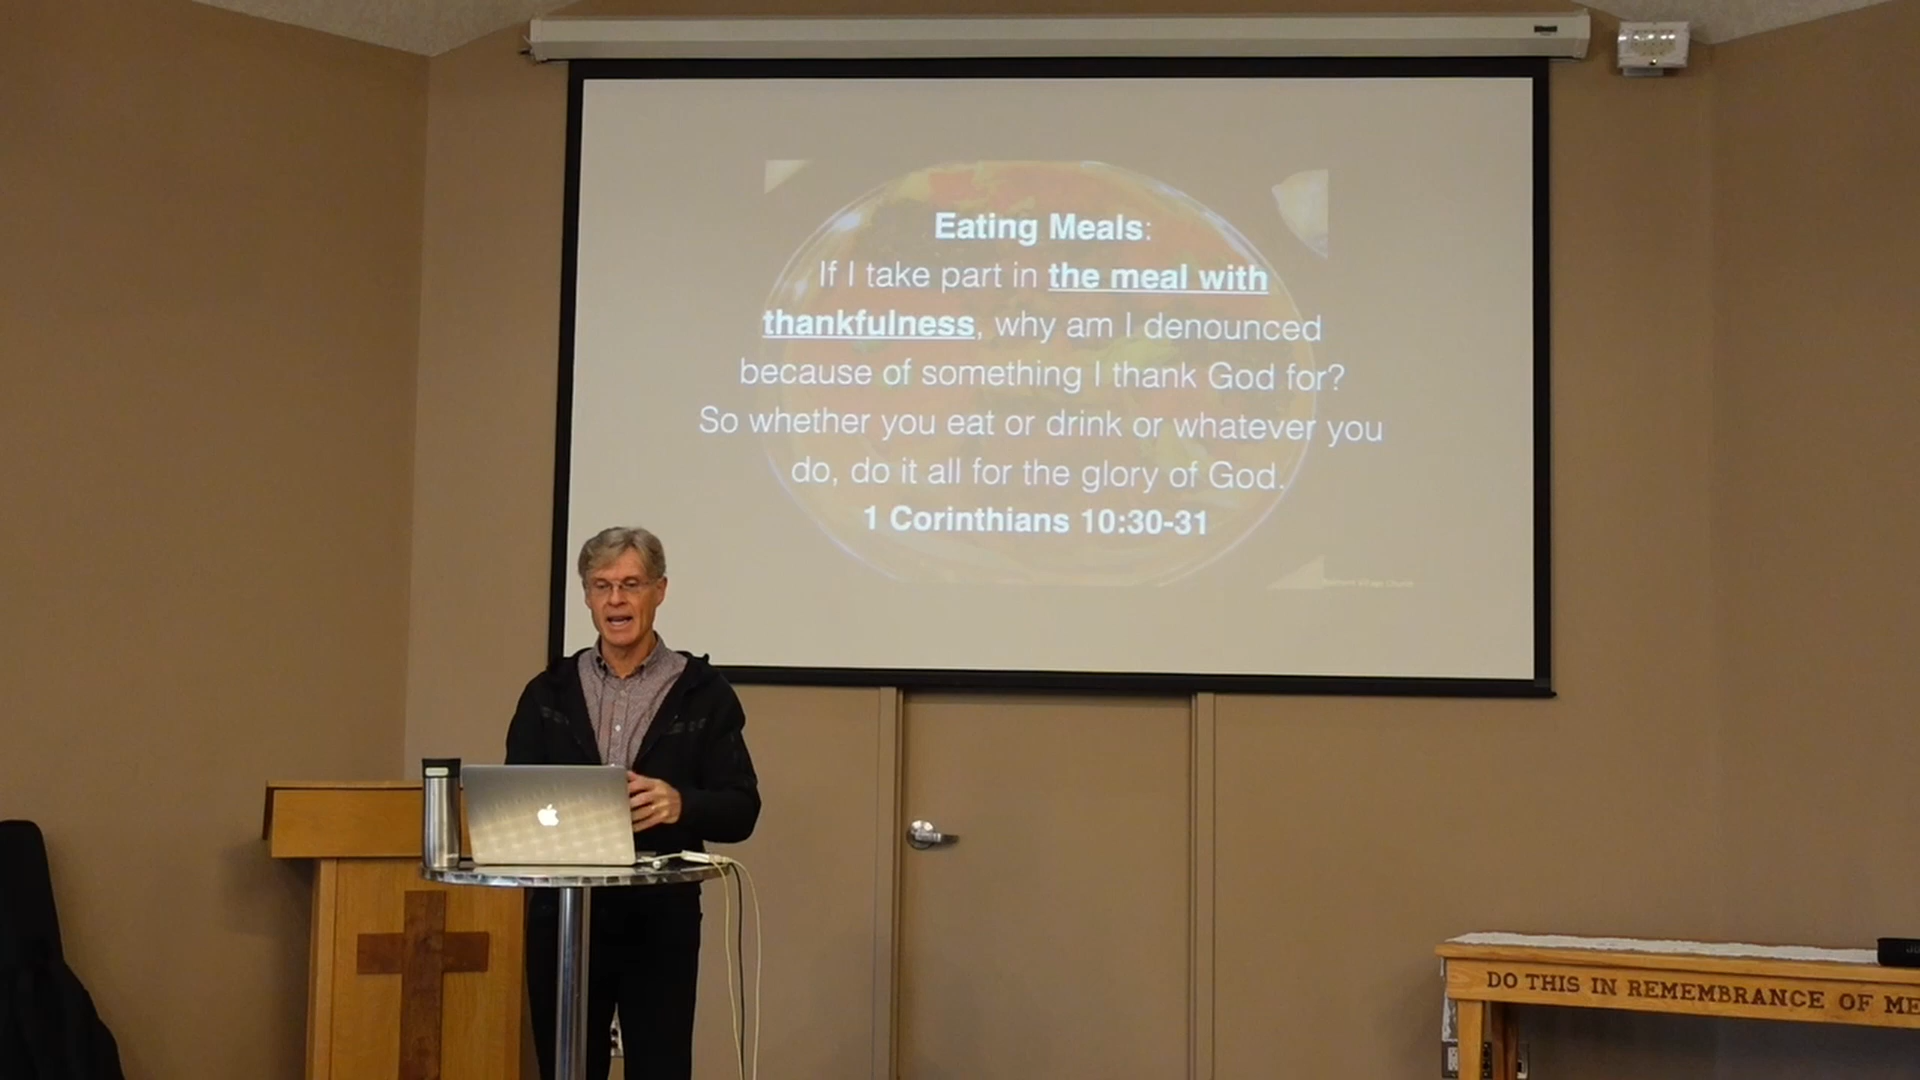 Eating Meals:
If I take part in the meal with
thankfulness, why am I denounced
because of something I thank God for?
So whether you eat or drink or whatever you
do, do it all for the glory of God.
1 Corinthians 10:30-31
DO THIS IN REMEMBRANCE OF ME